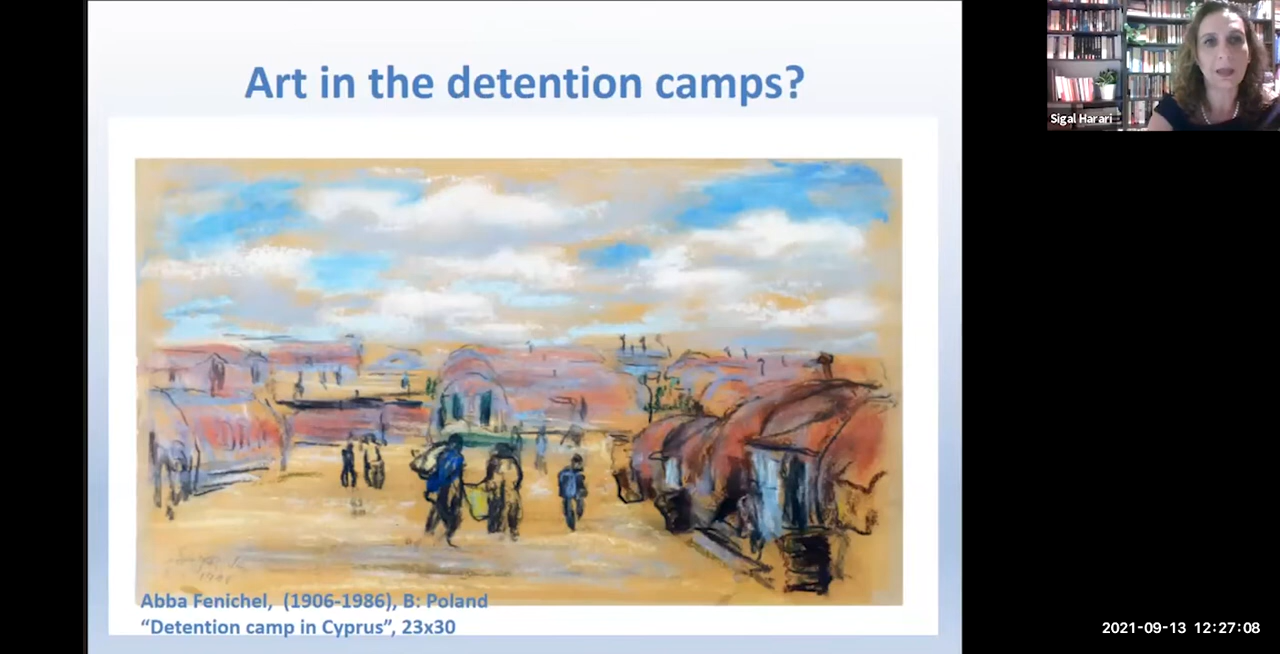 Art in the detention camps?
Sigal Harari
Abba Fenichel,  (1906-1986), B: Poland
“Detention camp in Cyprus”, 23x30
2021-09-13 12:27:08